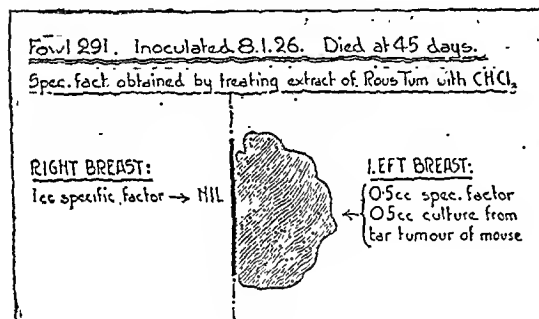 Fowl 291. Inoculated 8.1.26. Died at 45 days.
Spec. fact. obtained by treating extract of Rous Tum with CHCl₂
RIGHT BREAST:
1cc specific factor → NIL
LEFT BREAST:
0·5cc spec. factor
0·5cc culture from
tar tumour of mouse